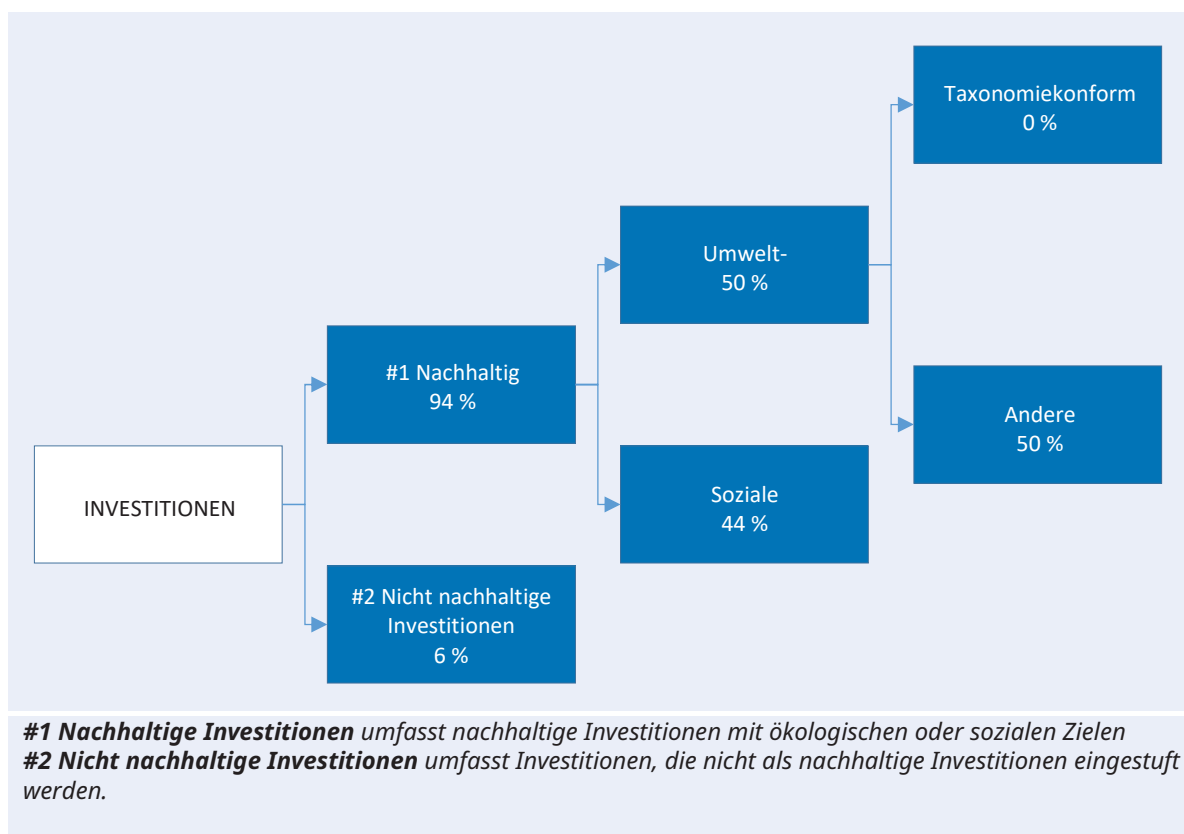 Taxonomiekonform
0 %
Umwelt-
50 %
#1 Nachhaltig
94 %
Andere
50 %
INVESTITIONEN
Soziale
44 %
#2 Nicht nachhaltige
Investitionen
6 %
#1 Nachhaltige Investitionen umfasst nachhaltige Investitionen mit ökologischen oder sozialen Zielen
#2 Nicht nachhaltige Investitionen umfasst Investitionen, die nicht als nachhaltige Investitionen eingestuft
werden.